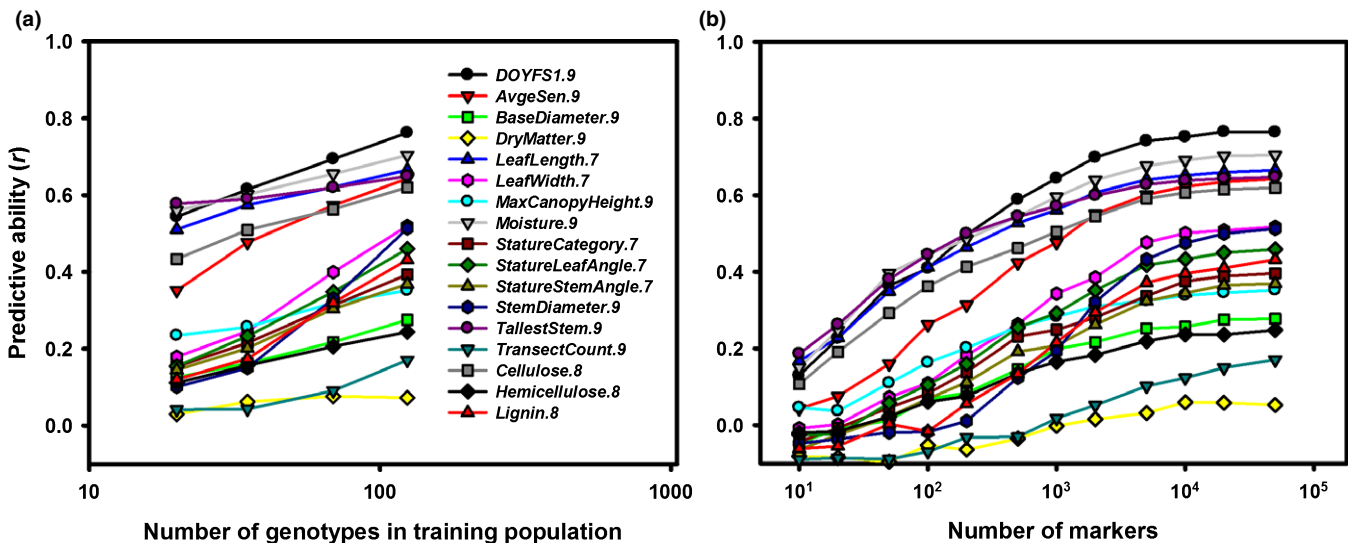 (a)
1.0
0.8
0.6
0.4
0.2
0.0
Predictive ability (r)
10
100
1000
Number of genotypes in training population
DOYFS1.9
AvgeSen.9
BaseDiameter.9
DryMatter.9
LeafLength.7
LeafWidth.7
MaxCanopyHeight.9
Moisture.9
StatureCategory.7
StatureLeafAngle.7
StatureStemAngle.7
StemDiameter.9
TallestStem.9
TransectCount.9
Cellulose.8
Hemicellulose.8
Lignin.8
(b)
1.0
0.8
0.6
0.4
0.2
0.0
10¹
10²
10³
10⁴
10⁵
Number of markers